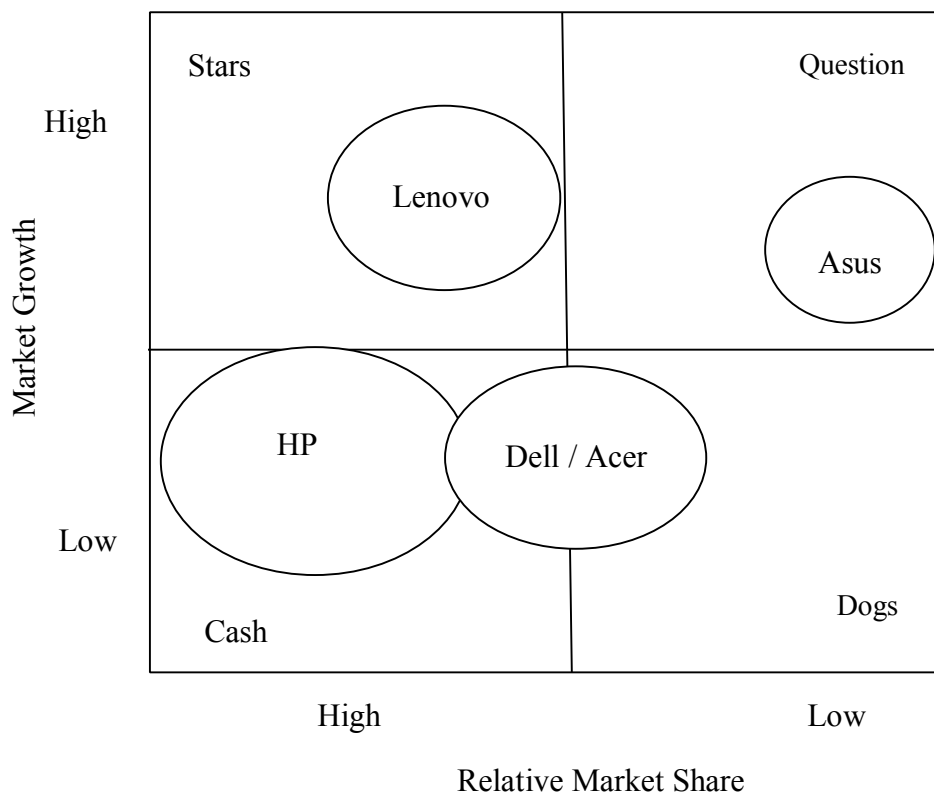 Stars
Question
High
Lenovo
Asus
Market Growth
HP
Dell / Acer
Low
Dogs
Cash
High
Low
Relative Market Share